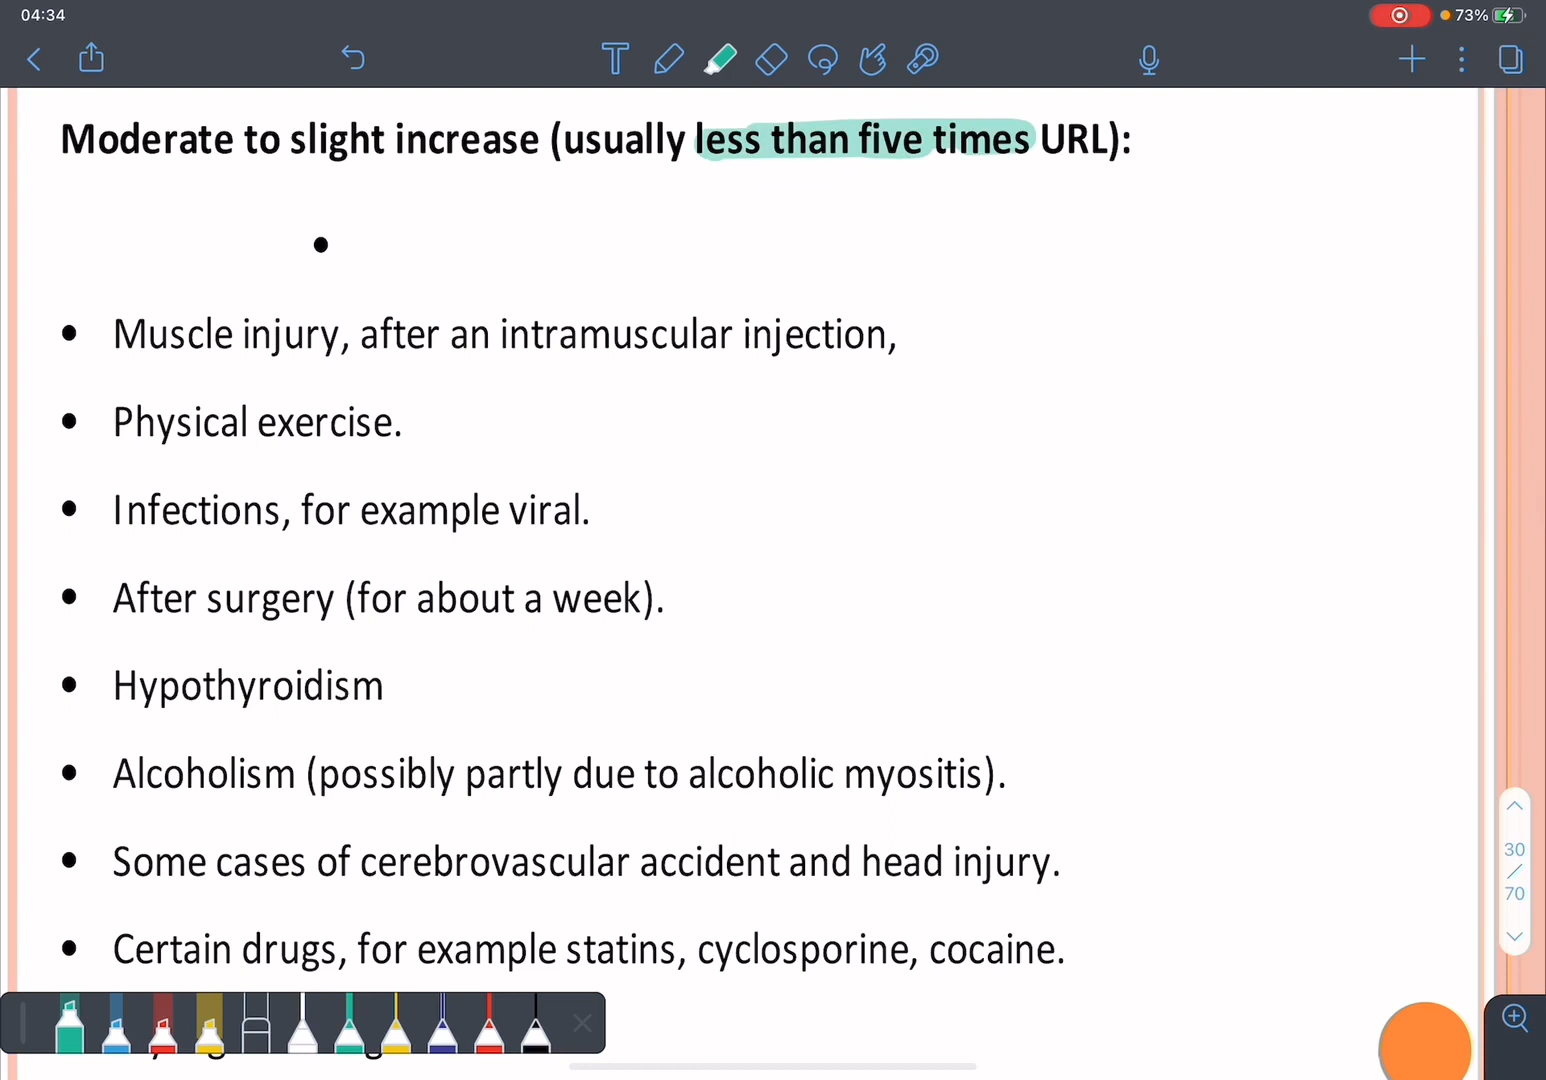 04:34
73%
Moderate to slight increase (usually less than five times URL):
•
• Muscle injury, after an intramuscular injection,
• Physical exercise.
• Infections, for example viral.
• After surgery (for about a week).
• Hypothyroidism
• Alcoholism (possibly partly due to alcoholic myositis).
• Some cases of cerebrovascular accident and head injury.
• Certain drugs, for example statins, cyclosporine, cocaine.
30
/
70